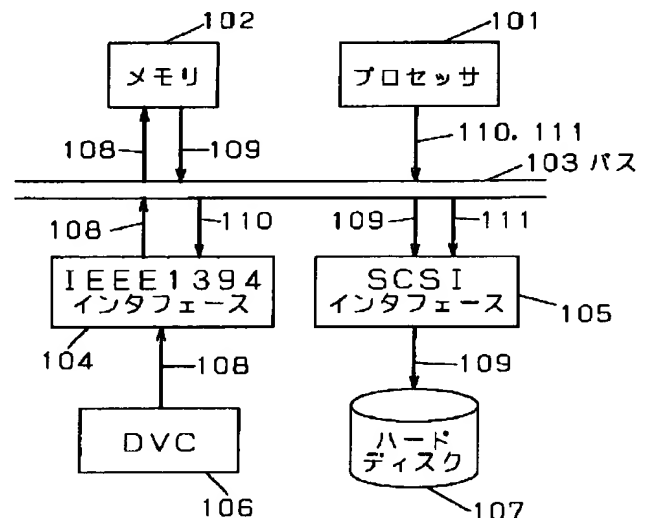 102
101
メモリ
プロセッサ
108
109
110, 111
103 バス
108
110
109
111
IEEE1394
インタフェース
SCSI
インタフェース
104
105
108
109
DVC
ハード
ディスク
106
107